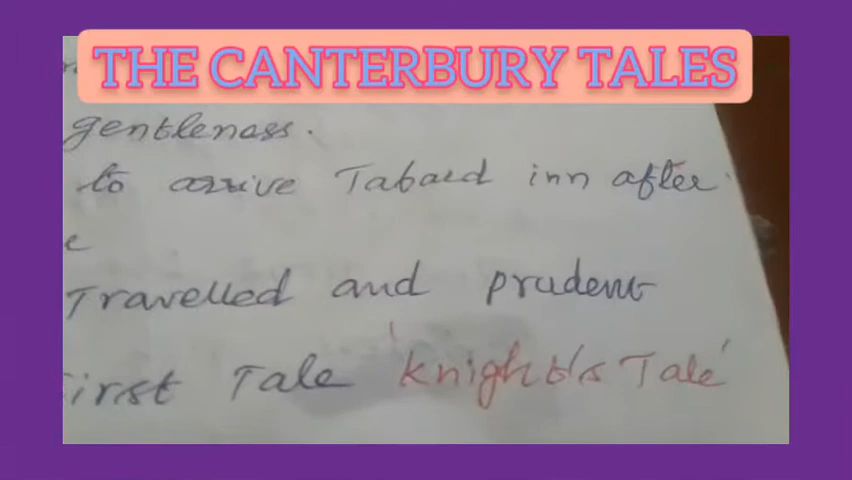 THE CANTERBURY TALES
gentleness.
to arrive Tabard inn after
Travelled and prudent
First Tale 'knight's Tale'